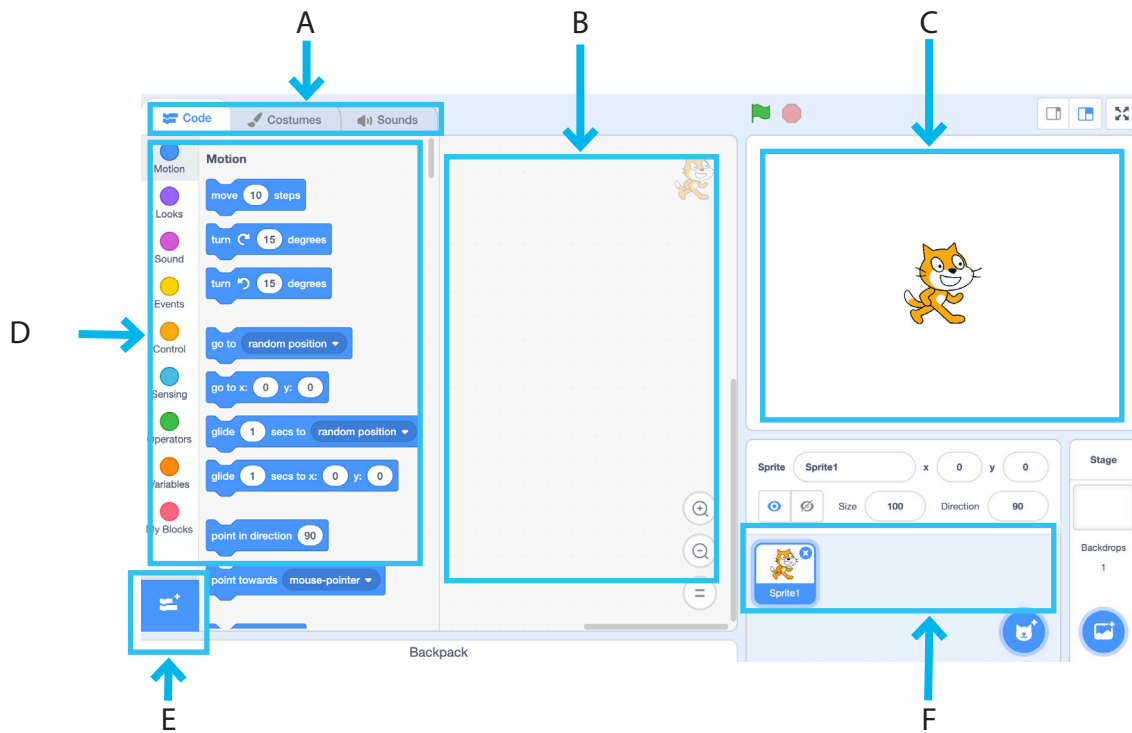 A
B
C
Code
Costumes
Sounds
Motion
Looks
Sound
Events
Control
Sensing
Operators
Variables
My Blocks
Motion
move 10 steps
turn 15 degrees
turn 15 degrees
go to random position
go to x: 0 y: 0
glide 1 secs to random position
glide 1 secs to x: 0 y: 0
point in direction 90
point towards mouse-pointer
D
Backpack
Sprite Sprite1 x 0 y 0
Size 100 Direction 90
Sprite1
Stage
Backdrops
1
E
F